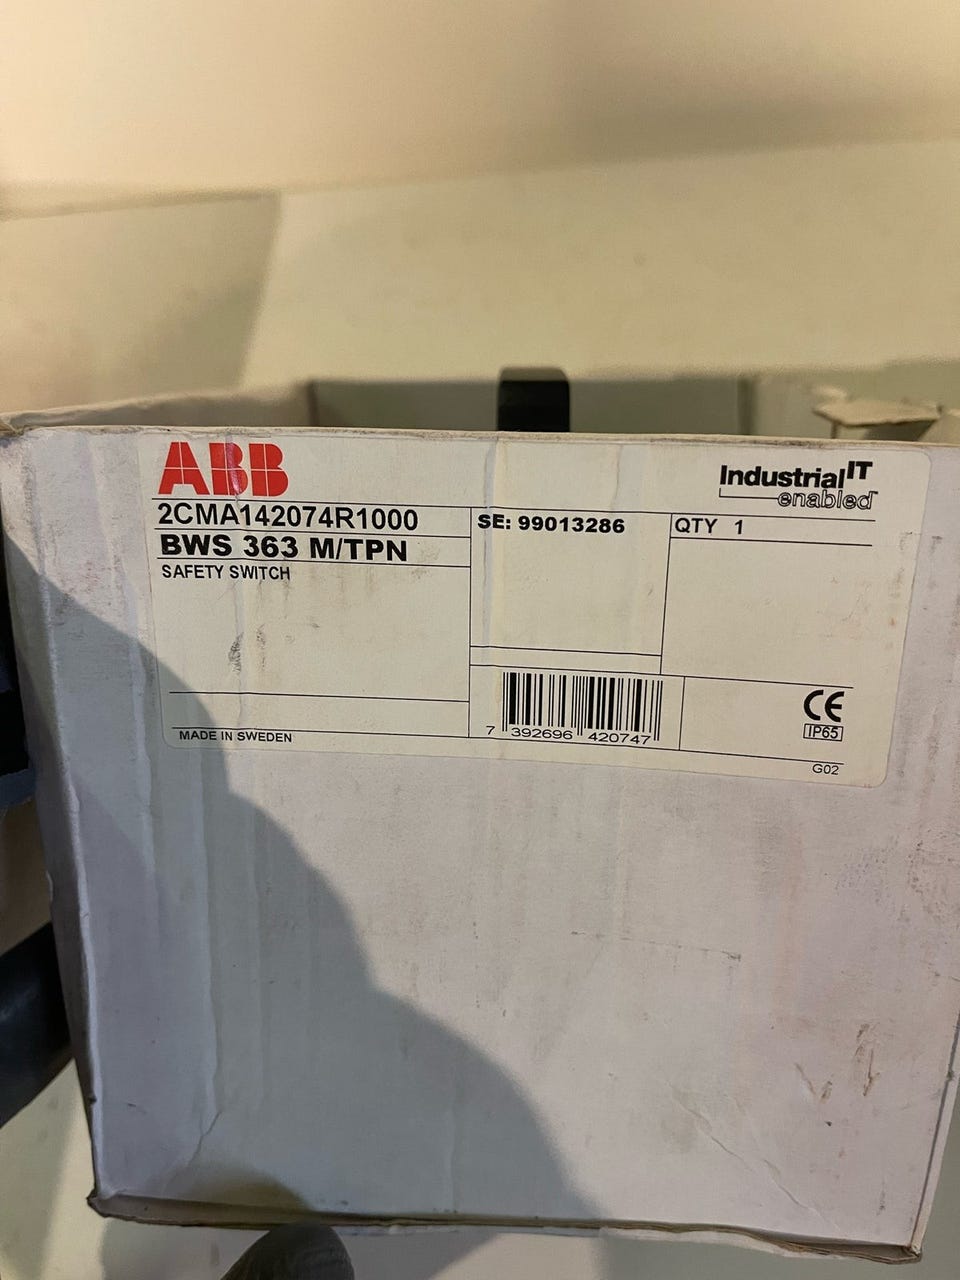 ABB
Industrial IT
enabled™
2CMA142074R1000
SE: 99013286
QTY 1
BWS 363 M/TPN
SAFETY SWITCH
7 392696 420747
CE
IP65
MADE IN SWEDEN
G02